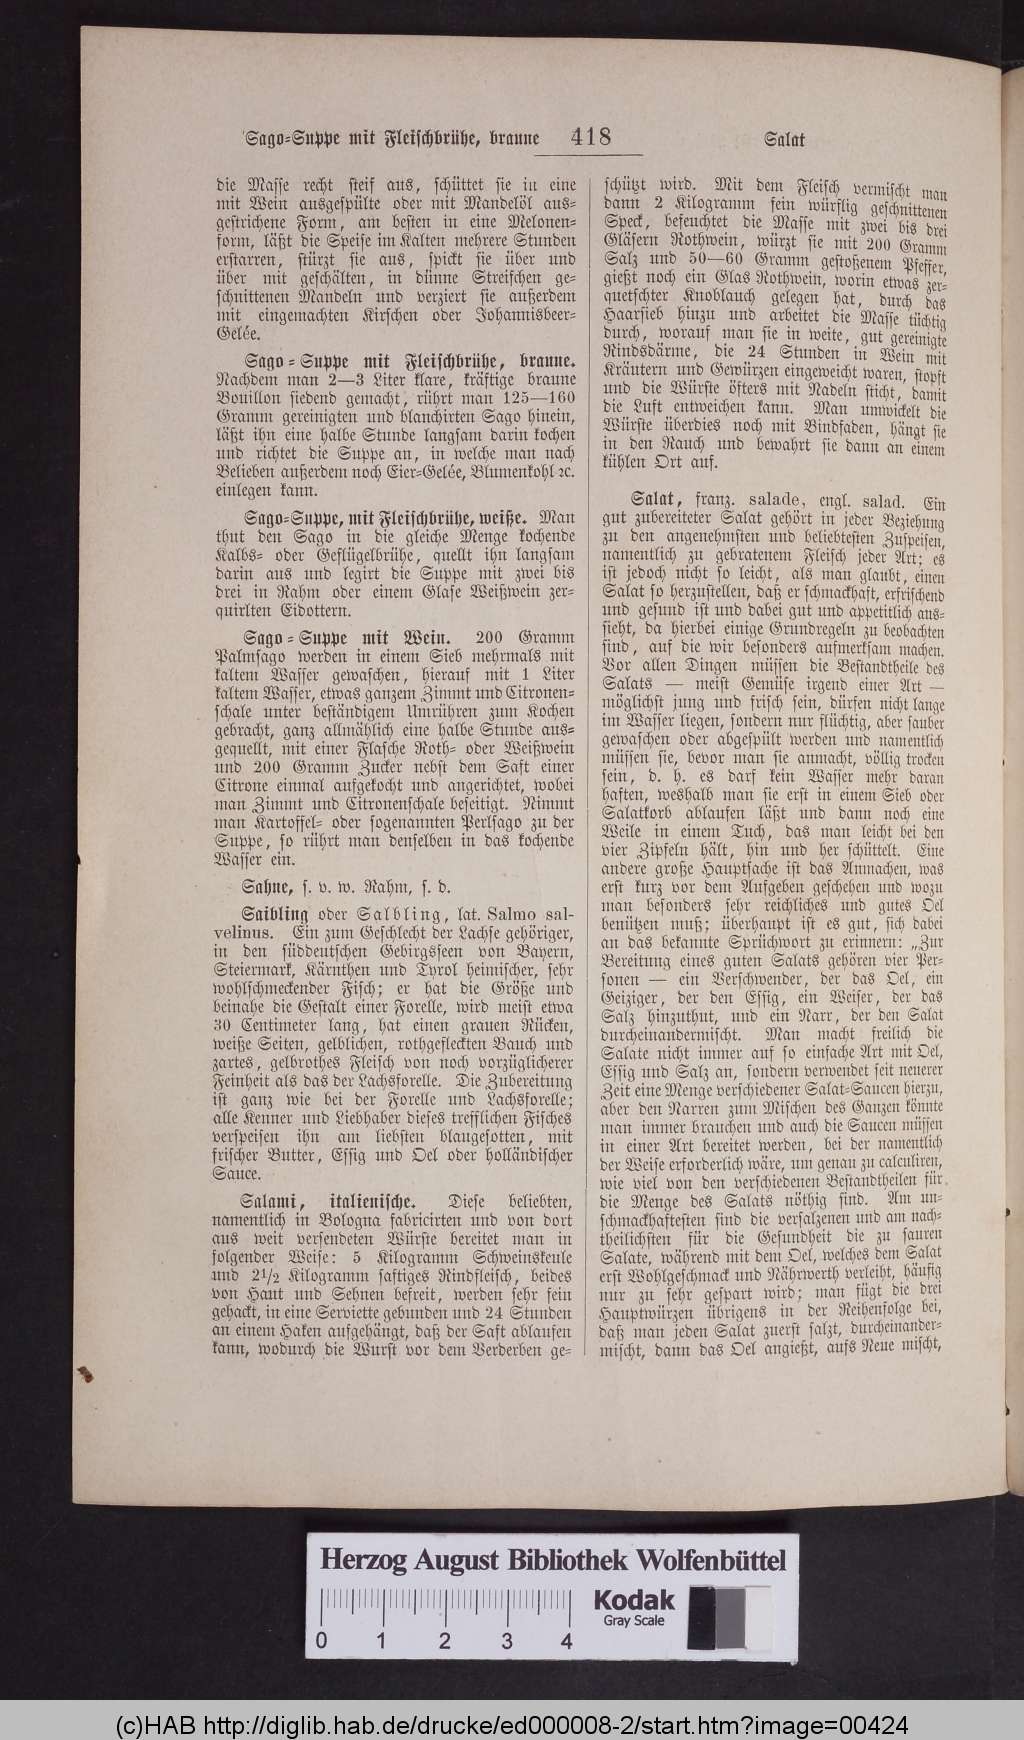 Sago-Suppe mit Fleischbrühe, braune 418 Salat
die Masse recht steif aus, schüttet sie in eine
mit Wein ausgespülte oder mit Mandelöl aus-
gestrichene Form, am besten in eine Melonen-
form, läßt die Speise im Kalten mehrere Stunden
erstarren, stürzt sie aus, spickt sie über und
über mit geschälten, in dünne Streifchen ge-
schnittenen Mandeln und verziert sie außerdem
mit eingemachten Kirschen oder Johannisbeer-
Gelée.
Sago-Suppe mit Fleischbrühe, braune.
Nachdem man 2—3 Liter klare, kräftige braune
Bouillon siedend gemacht, rührt man 125—160
Gramm gereinigten und blanchirten Sago hinein,
läßt ihn eine halbe Stunde langsam darin kochen
und richtet die Suppe an, in welche man nach
Belieben außerdem noch Eier-Gelée, Blumenkohl ꝛc.
einlegen kann.
Sago-Suppe, mit Fleischbrühe, weiße. Man
thut den Sago in die gleiche Menge kochende
Kalbs- oder Geflügelbrühe, quellt ihn langsam
darin aus und legirt die Suppe mit zwei bis
drei in Rahm oder einem Glase Weißwein zer-
quirlten Eidottern.
Sago-Suppe mit Wein. 200 Gramm
Palmsago werden in einem Sieb mehrmals mit
kaltem Wasser gewaschen, hierauf mit 1 Liter
kaltem Wasser, etwas ganzem Zimmt und Citronen-
schale unter beständigem Umrühren zum Kochen
gebracht, ganz allmählich eine halbe Stunde aus-
gequellt, mit einer Flasche Roth- oder Weißwein
und 200 Gramm Zucker nebst dem Saft einer
Citrone einmal aufgekocht und angerichtet, wobei
man Zimmt und Citronenschale beseitigt. Nimmt
man Kartoffel- oder sogenannten Perlsago zu der
Suppe, so rührt man denselben in das kochende
Wasser ein.
Sahne, s. v. w. Rahm, s. d.
Saibling oder Salbling, lat. Salmo sal-
velinus. Ein zum Geschlecht der Lachse gehöriger,
in den süddeutschen Gebirgsseen von Bayern,
Steiermark, Kärnthen und Tyrol heimischer, sehr
wohlschmeckender Fisch; er hat die Größe und
beinahe die Gestalt einer Forelle, wird meist etwa
30 Centimeter lang, hat einen grauen Rücken,
weiße Seiten, gelblichen, rothgefleckten Bauch und
zartes, gelbrothes Fleisch von noch vorzüglicherer
Feinheit als das der Lachsforelle. Die Zubereitung
ist ganz wie bei der Forelle und Lachsforelle;
alle Kenner und Liebhaber dieses trefflichen Fisches
verspeisen ihn am liebsten blaugesotten, mit
frischer Butter, Essig und Oel oder holländischer
Sauce.
Salami, italienische. Diese beliebten,
namentlich in Bologna fabricirten und von dort
aus weit versendeten Würste bereitet man in
folgender Weise: 5 Kilogramm Schweinskeule
und 2½ Kilogramm saftiges Rindfleisch, beides
von Haut und Sehnen befreit, werden sehr fein
gehackt, in eine Serviette gebunden und 24 Stunden
an einem Haken aufgehängt, daß der Saft ablaufen
kann, wodurch die Wurst vor dem Verderben ge-
schützt wird. Mit dem Fleisch vermischt man
dann 2 Kilogramm fein würflig geschnittenen
Speck, befeuchtet die Masse mit zwei bis drei
Gläsern Rothwein, würzt sie mit 200 Gramm
Salz und 50—60 Gramm gestoßenem Pfeffer,
gießt noch ein Glas Rothwein, worin etwas zer-
quetschter Knoblauch gelegen hat, durch das
Haarsieb hinzu und arbeitet die Masse tüchtig
durch, worauf man sie in weite, gut gereinigte
Rindsdärme, die 24 Stunden in Wein mit
Kräutern und Gewürzen eingeweicht waren, stopft
und die Würste öfters mit Nadeln sticht, damit
die Luft entweichen kann. Man umwickelt die
Würste überdies noch mit Bindfaden, hängt sie
in den Rauch und bewahrt sie dann an einem
kühlen Ort auf.
Salat, franz. salade, engl. salad. Ein
gut zubereiteter Salat gehört in jeder Beziehung
zu den angenehmsten und beliebtesten Zuspeisen,
namentlich zu gebratenem Fleisch jeder Art; es
ist jedoch nicht so leicht, als man glaubt, einen
Salat so herzustellen, daß er schmackhaft, erfrischend
und gesund ist und dabei gut und appetitlich aus-
sieht, da hierbei einige Grundregeln zu beobachten
sind, auf die wir besonders aufmerksam machen.
Vor allen Dingen müssen die Bestandtheile des
Salats — meist Gemüse irgend einer Art —
möglichst jung und frisch sein, dürfen nicht lange
im Wasser liegen, sondern nur flüchtig, aber sauber
gewaschen oder abgespült werden und namentlich
müssen sie, bevor man sie anmacht, völlig trocken
sein, d. h. es darf kein Wasser mehr daran
haften, weshalb man sie erst in einem Sieb oder
Salatkorb ablaufen läßt und dann noch eine
Weile in einem Tuch, das man leicht bei den
vier Zipfeln hält, hin und her schüttelt. Eine
andere große Hauptsache ist das Anmachen, was
erst kurz vor dem Aufgeben geschehen und wozu
man besonders sehr reichliches und gutes Oel
benützen muß; überhaupt ist es gut, sich dabei
an das bekannte Sprüchwort zu erinnern: „Zur
Bereitung eines guten Salats gehören vier Per-
sonen — ein Verschwender, der das Oel, ein
Geiziger, der den Essig, ein Weiser, der das
Salz hinzuthut, und ein Narr, der den Salat
durcheinandermischt. Man macht freilich die
Salate nicht immer auf so einfache Art mit Oel,
Essig und Salz an, sondern verwendet seit neuerer
Zeit eine Menge verschiedener Salat-Saucen hierzu,
aber den Narren zum Mischen des Ganzen könnte
man immer brauchen und auch die Saucen müssen
in einer Art bereitet werden, bei der namentlich
der Weise erforderlich wäre, um genau zu calculiren,
wie viel von den verschiedenen Bestandtheilen für
die Menge des Salats nöthig sind. Am un-
schmackhaftesten sind die versalzenen und am nach-
theilichsten für die Gesundheit die zu sauren
Salate, während mit dem Oel, welches dem Salat
erst Wohlgeschmack und Nährwerth verleiht, häufig
nur zu sehr gespart wird; man fügt die drei
Hauptwürzen übrigens in der Reihenfolge bei,
daß man jeden Salat zuerst salzt, durcheinander-
mischt, dann das Oel angießt, aufs Neue mischt,
Herzog August Bibliothek Wolfenbüttel
Kodak
Gray Scale
0 1 2 3 4
(c)HAB http://diglib.hab.de/drucke/ed000008-2/start.htm?image=00424